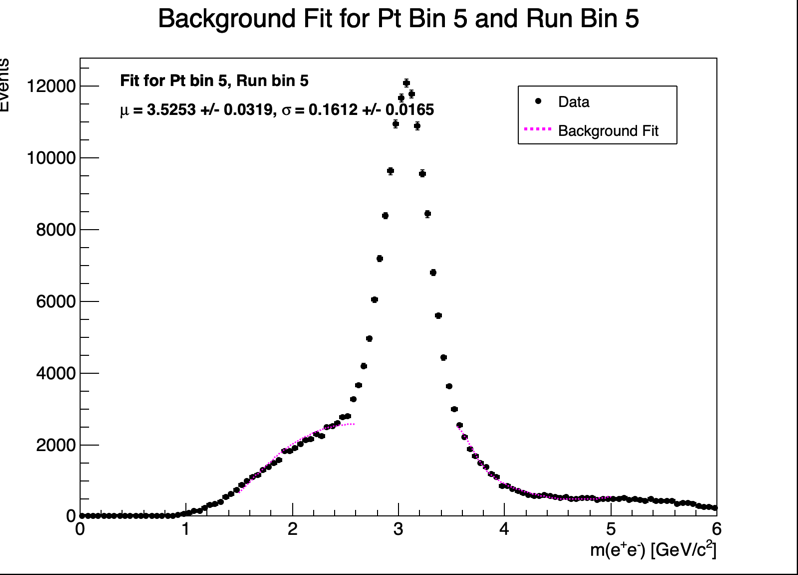 Background Fit for Pt Bin 5 and Run Bin 5
Events
Fit for Pt bin 5, Run bin 5
μ = 3.5253 +/- 0.0319, σ = 0.1612 +/- 0.0165
Data
Background Fit
12000
10000
8000
6000
4000
2000
0
0 1 2 3 4 5 6
m(e⁺e⁻) [GeV/c²]